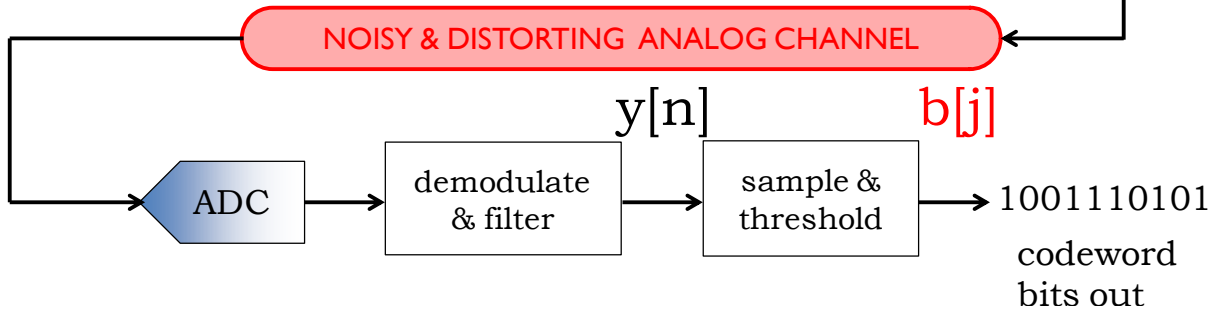 NOISY & DISTORTING ANALOG CHANNEL
y[n]
b[j]
ADC
demodulate
& filter
sample &
threshold
1001110101
codeword
bits out